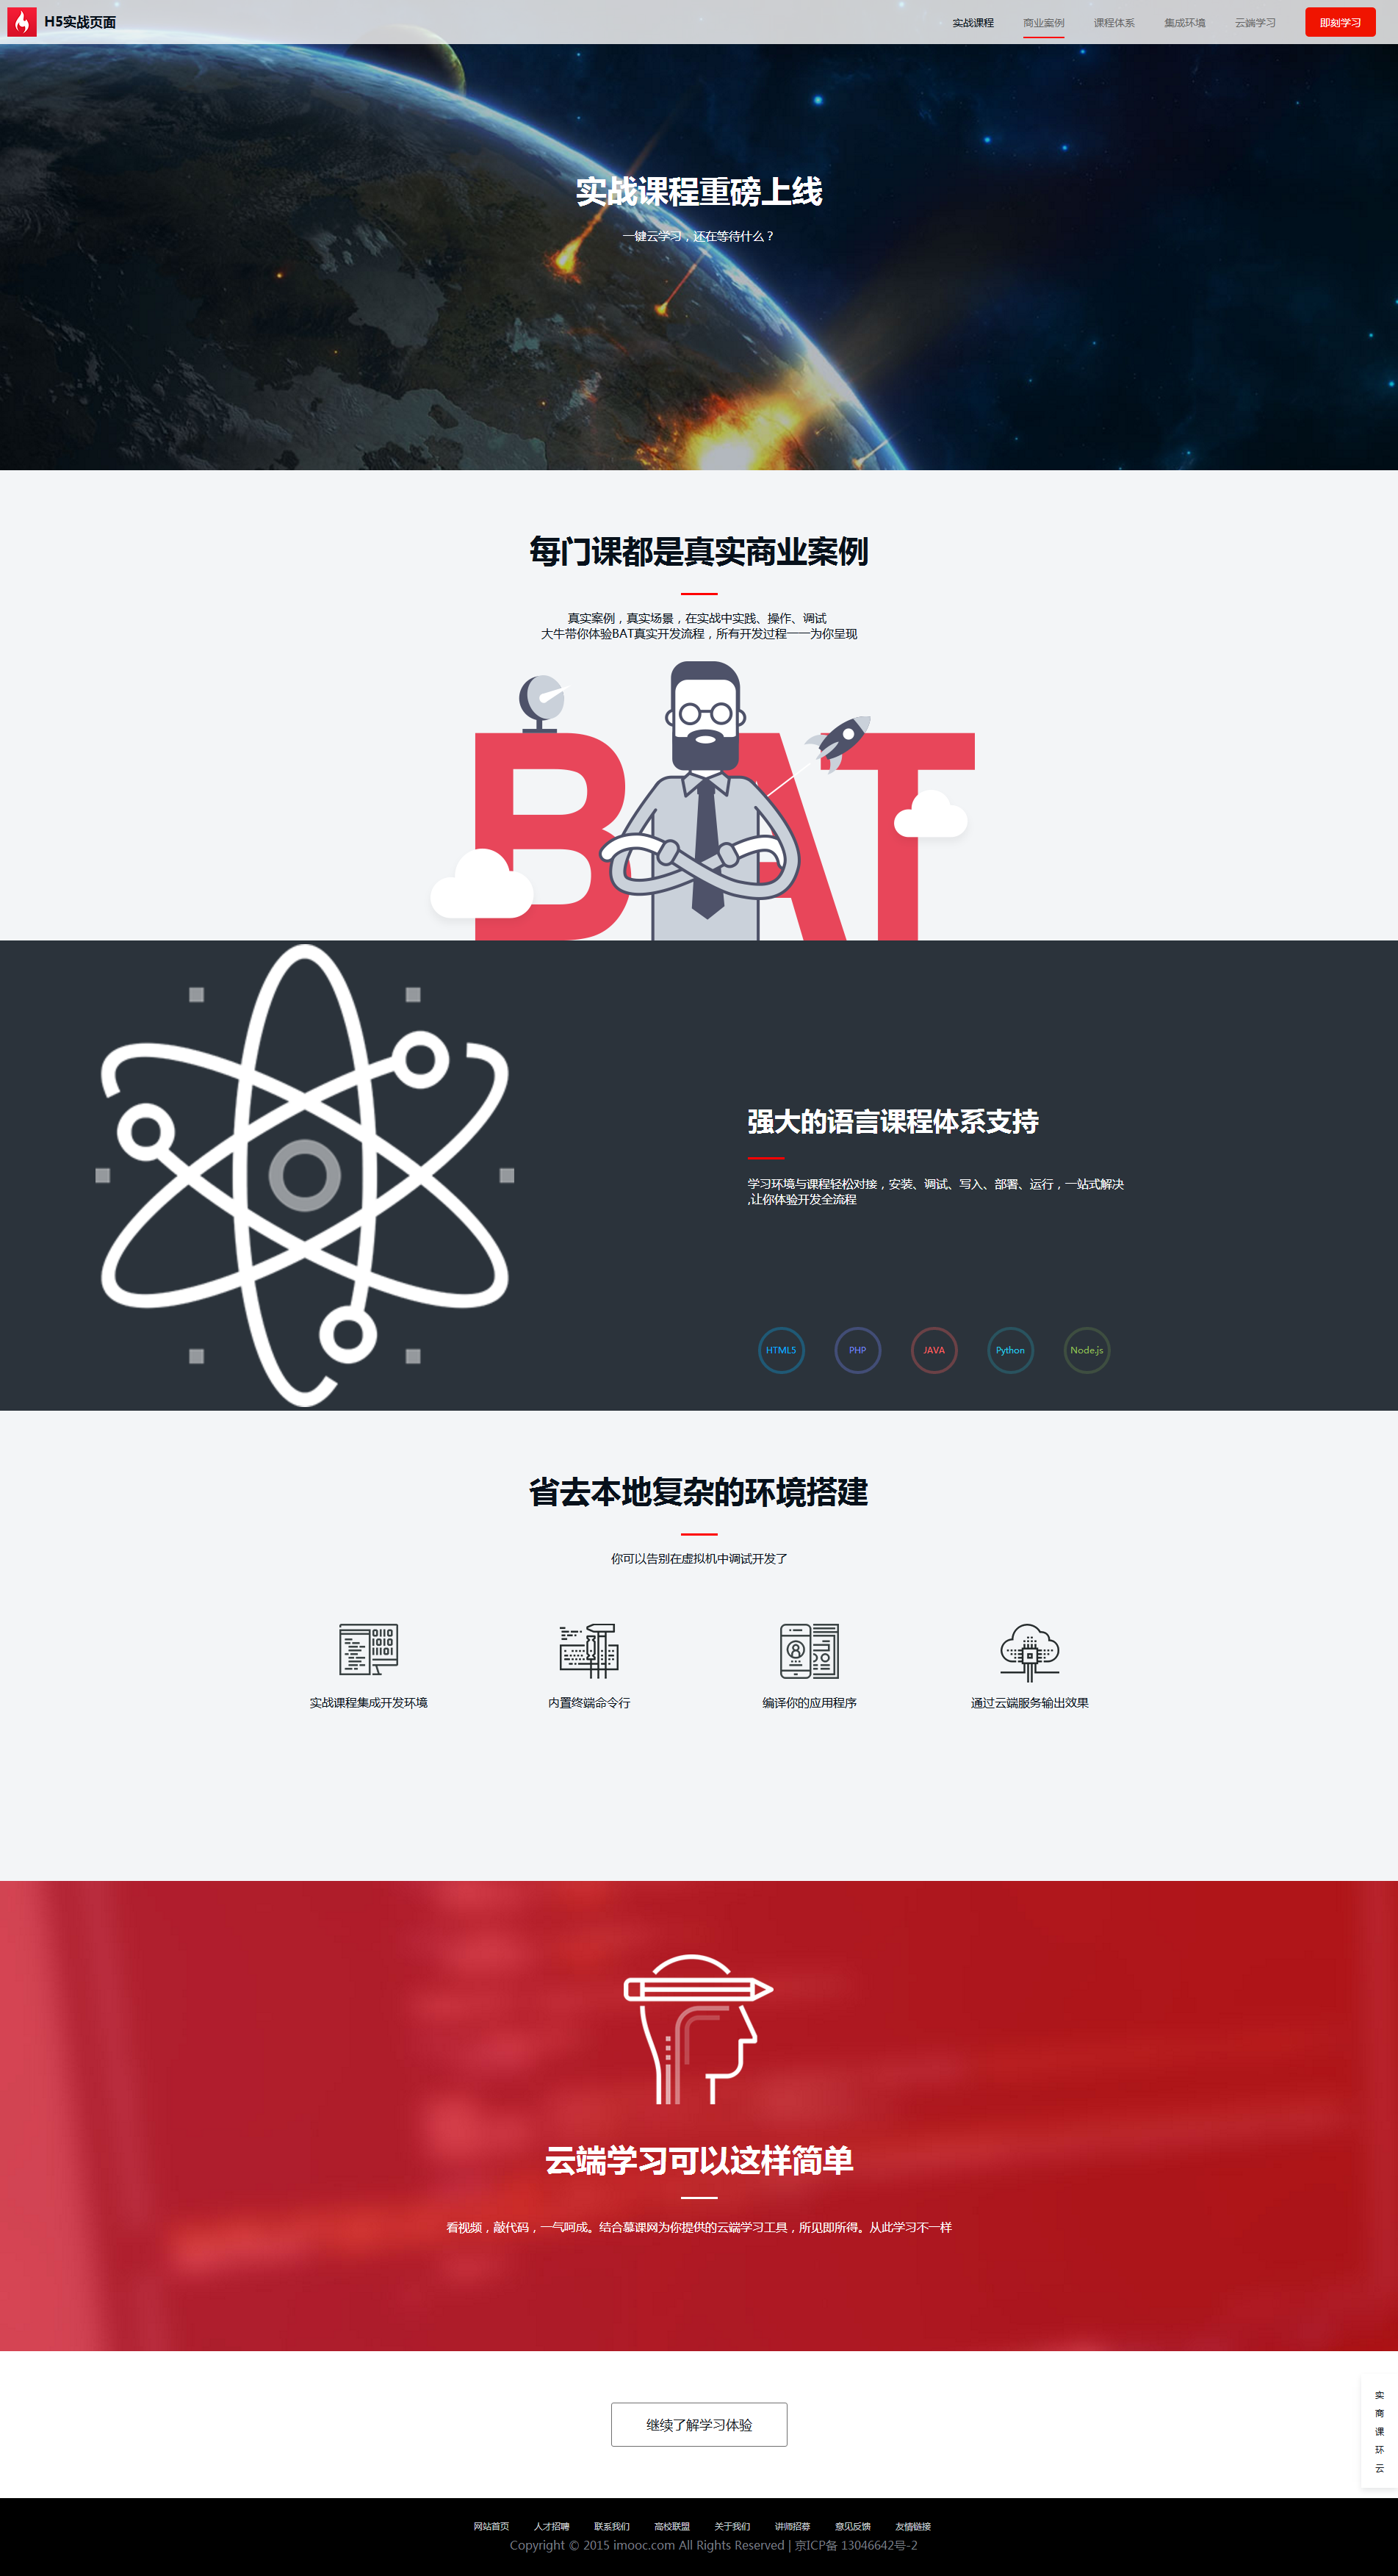 H5实战页面
实战课程 商业案例 课程体系 集成环境 云端学习 即刻学习
实战课程重磅上线
一键云学习，还在等待什么？
每门课都是真实商业案例
真实案例，真实场景，在实战中实践、操作、调试
大牛带你体验BAT真实开发流程，所有开发过程一一为你呈现
BAT
强大的语言课程体系支持
学习环境与课程轻松对接，安装、调试、写入、部署、运行，一站式解决
,让你体验开发全流程
HTML5 PHP JAVA Python Node.js
省去本地复杂的环境搭建
你可以告别在虚拟机中调试开发了
实战课程集成开发环境 内置终端命令行 编译你的应用程序 通过云端服务输出效果
云端学习可以这样简单
看视频，敲代码，一气呵成。结合慕课网为你提供的云端学习工具，所见即所得。从此学习不一样
实
商
课
环
云
继续了解学习体验
网站首页 人才招聘 联系我们 高校联盟 关于我们 讲师招募 意见反馈 友情链接
Copyright © 2015 imooc.com All Rights Reserved | 京ICP备 13046642号-2